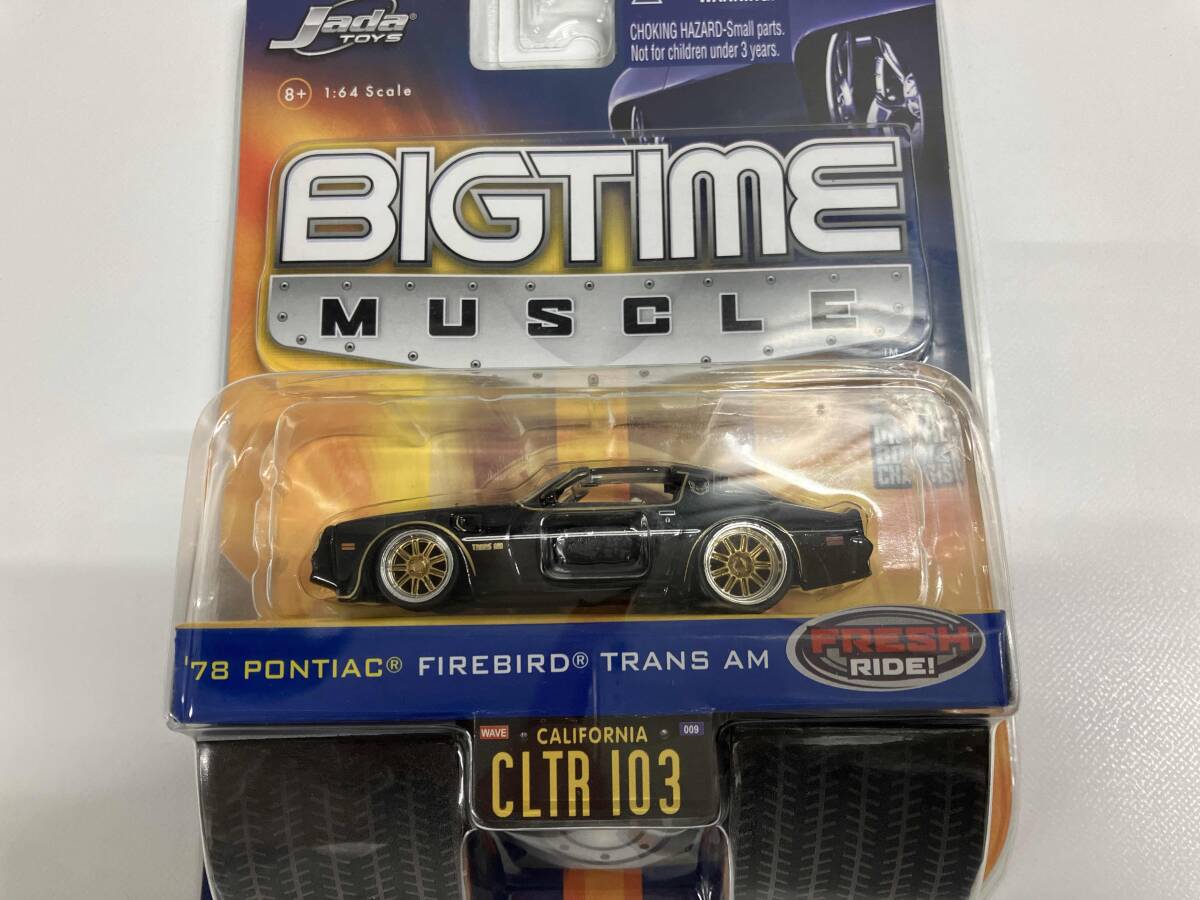 Jada®
TOYS
CHOKING HAZARD-Small parts.
Not for children under 3 years.
8+ 1:64 Scale
BIGTIME
MUSCLE
TM
TRANS AM
'78 PONTIAC® FIREBIRD® TRANS AM
FRESH
RIDE!
WAVE CALIFORNIA 009
CLTR 103